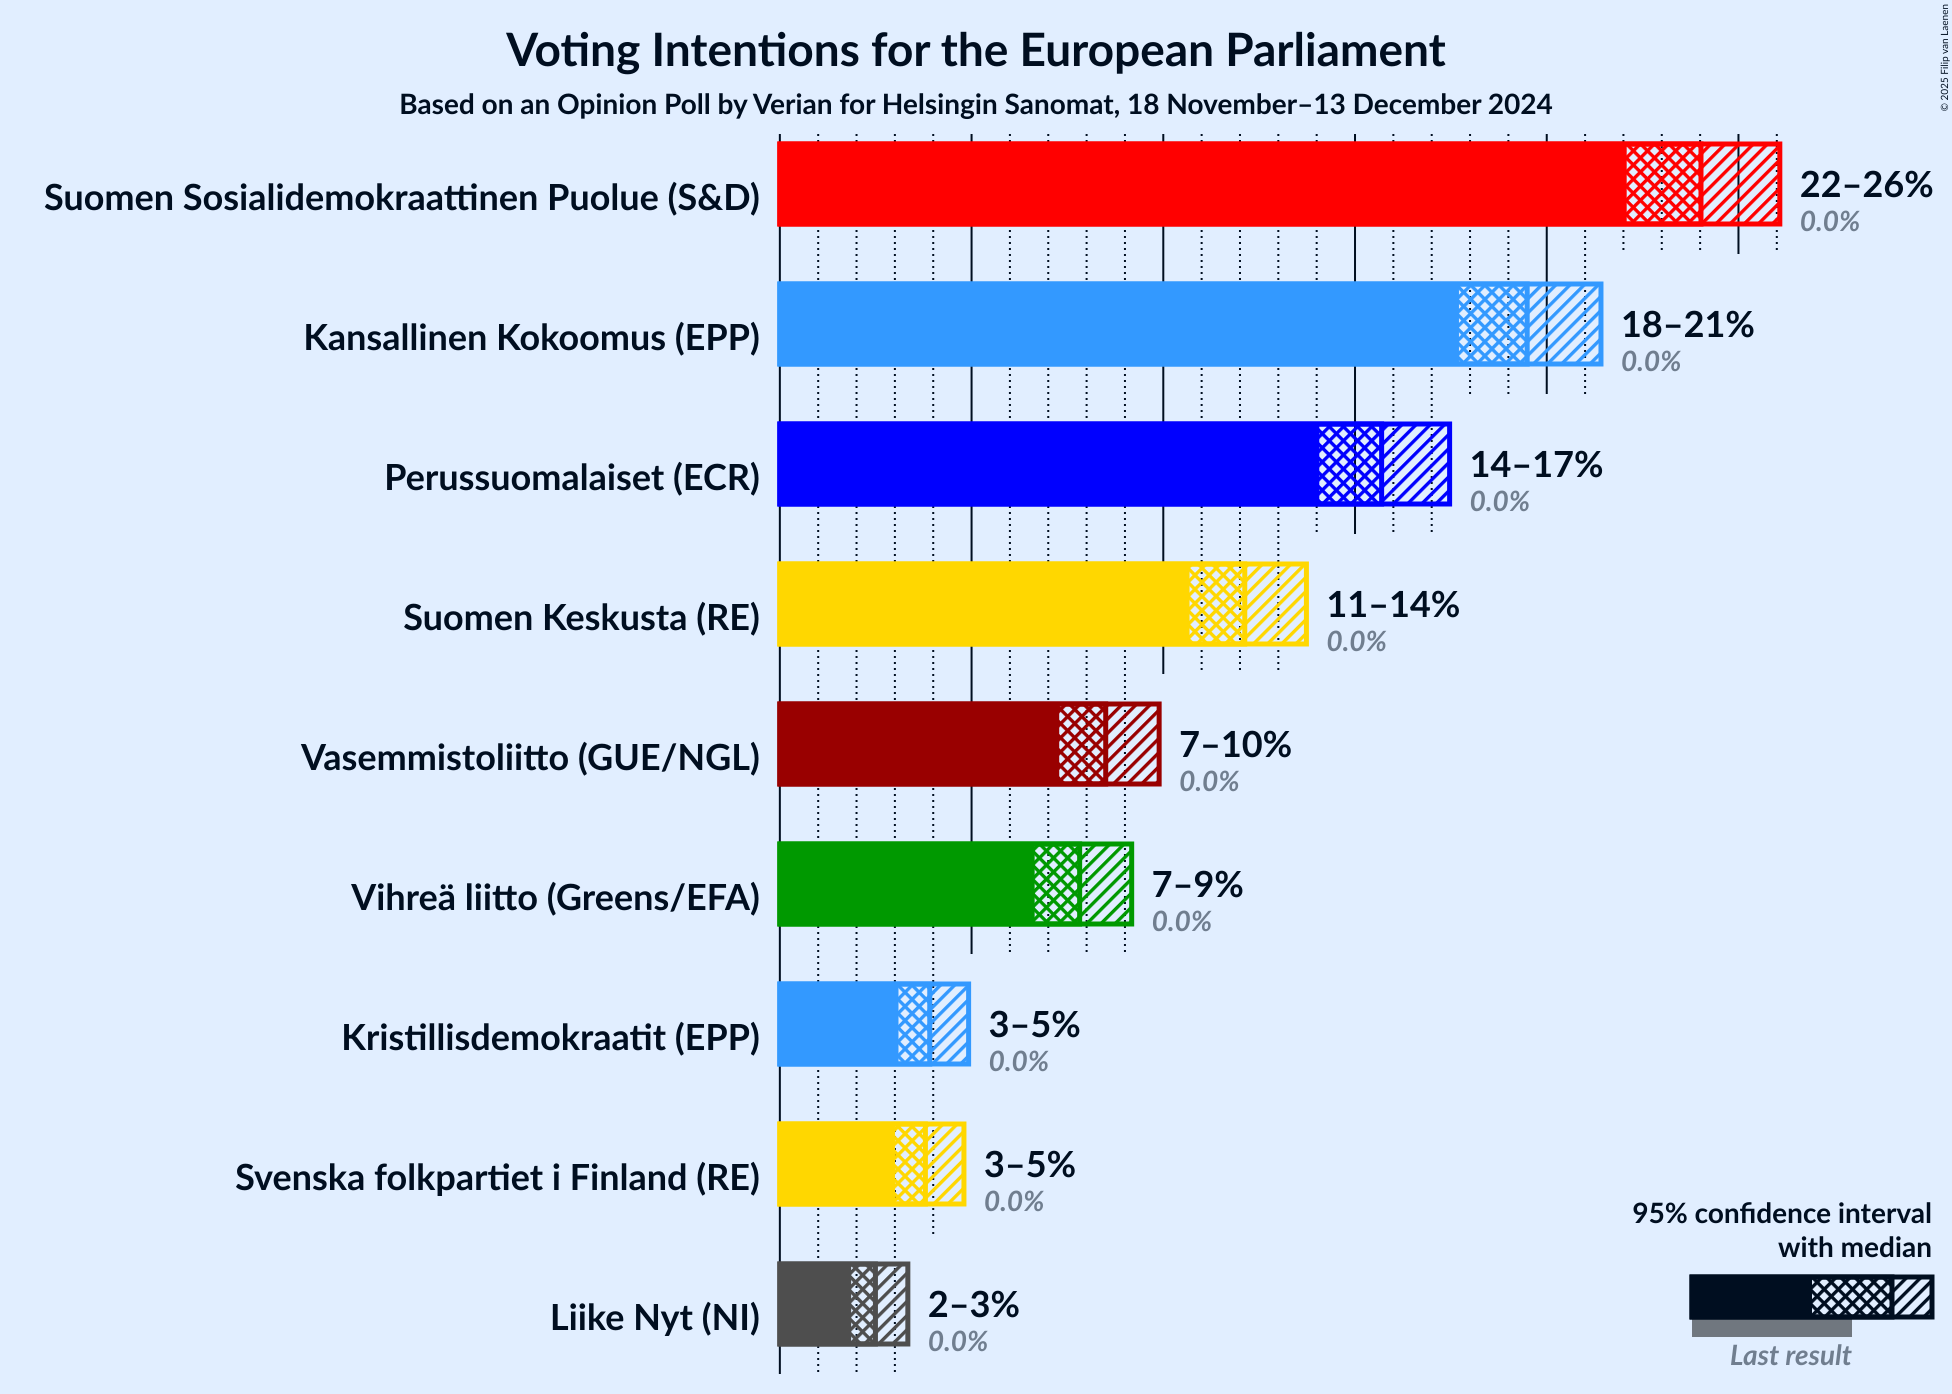 Voting Intentions for the European Parliament
Based on an Opinion Poll by Verian for Helsingin Sanomat, 18 November–13 December 2024
© 2025 Filip van Laenen
Suomen Sosialidemokraattinen Puolue (S&D)
22–26%
0.0%
Kansallinen Kokoomus (EPP)
18–21%
0.0%
Perussuomalaiset (ECR)
14–17%
0.0%
Suomen Keskusta (RE)
11–14%
0.0%
Vasemmistoliitto (GUE/NGL)
7–10%
0.0%
Vihreä liitto (Greens/EFA)
7–9%
0.0%
Kristillisdemokraatit (EPP)
3–5%
0.0%
Svenska folkpartiet i Finland (RE)
3–5%
0.0%
Liike Nyt (NI)
2–3%
0.0%
95% confidence interval
with median
Last result